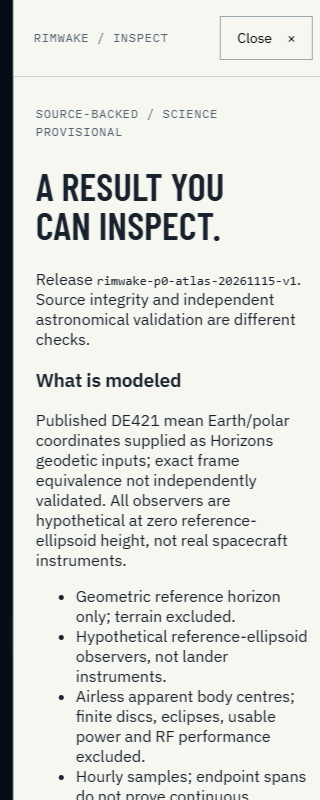 RIMWAKE / INSPECT
Close ×
SOURCE-BACKED / SCIENCE
PROVISIONAL
A RESULT YOU
CAN INSPECT.
Release rimwake-p0-atlas-20261115-v1.
Source integrity and independent
astronomical validation are different
checks.
What is modeled
Published DE421 mean Earth/polar
coordinates supplied as Horizons
geodetic inputs; exact frame
equivalence not independently
validated. All observers are
hypothetical at zero reference-
ellipsoid height, not real spacecraft
instruments.
• Geometric reference horizon
only; terrain excluded.
• Hypothetical reference-ellipsoid
observers, not lander
instruments.
• Airless apparent body centres;
finite discs, eclipses, usable
power and RF performance
excluded.
• Hourly samples; endpoint spans
do not prove continuous